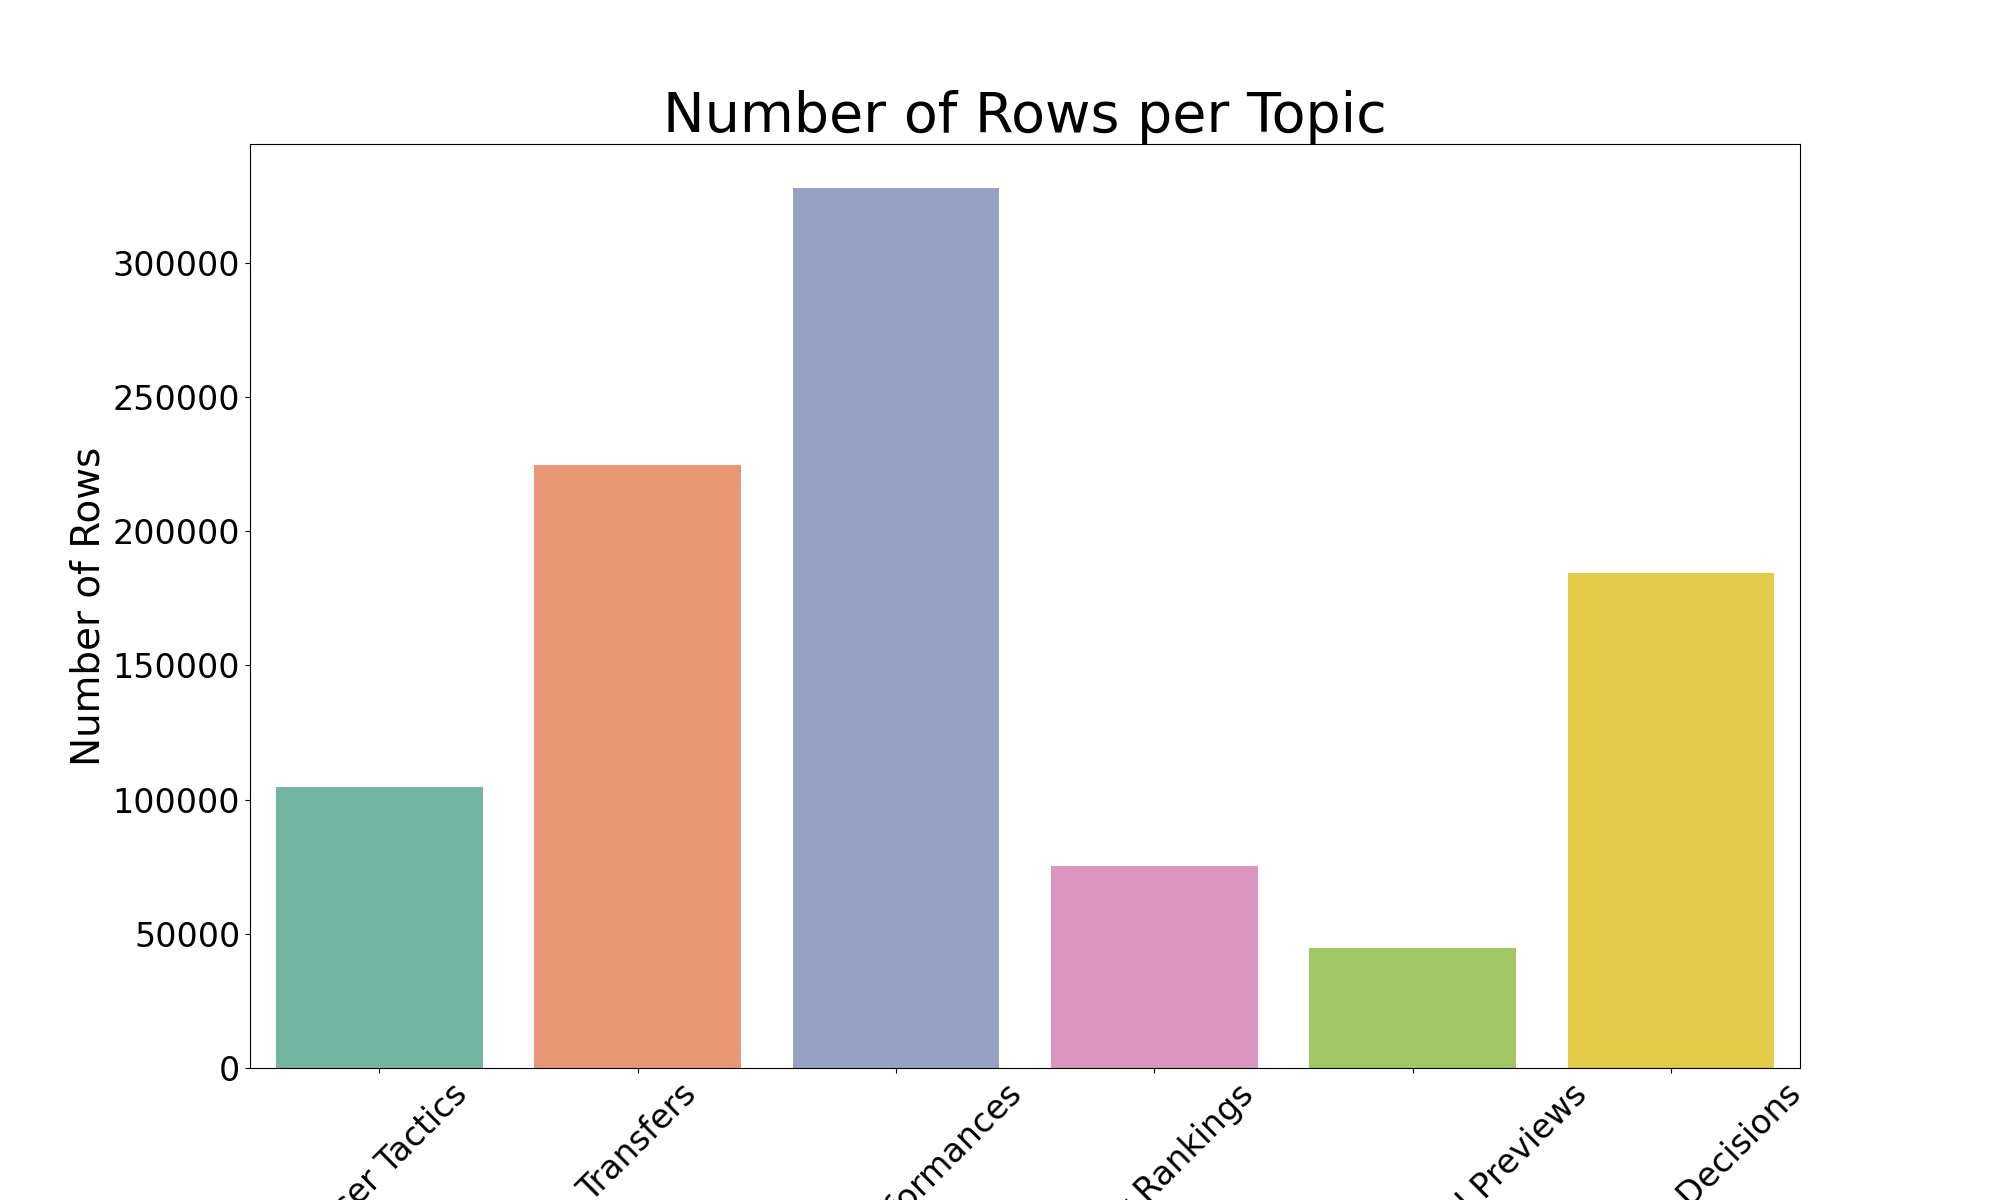 Number of Rows per Topic
Number of Rows
300000
250000
200000
150000
100000
50000
0
Tactics
Transfers
Rankings
Previews
Decisions